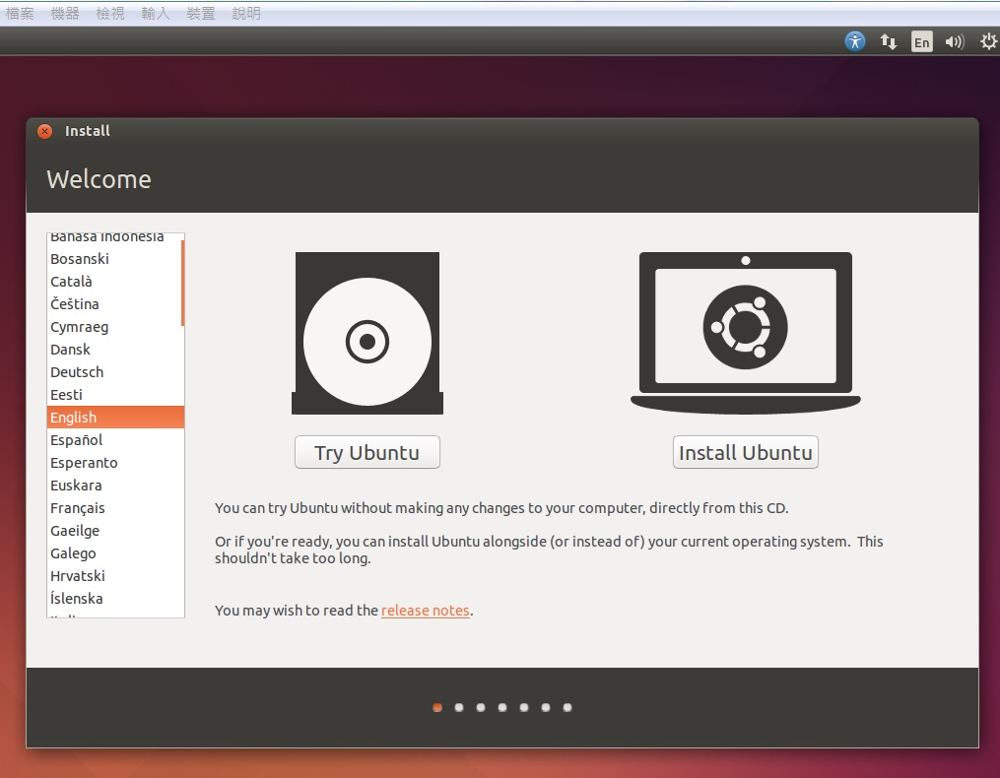 檔案 機器 檢視 輸入 裝置 說明
En
Install
Welcome
Bahasa Indonesia
Bosanski
Català
Čeština
Cymraeg
Dansk
Deutsch
Eesti
English
Español
Esperanto
Euskara
Français
Gaeilge
Galego
Hrvatski
Íslenska
Try Ubuntu
Install Ubuntu
You can try Ubuntu without making any changes to your computer, directly from this CD.
Or if you're ready, you can install Ubuntu alongside (or instead of) your current operating system. This
shouldn't take too long.
You may wish to read the release notes.